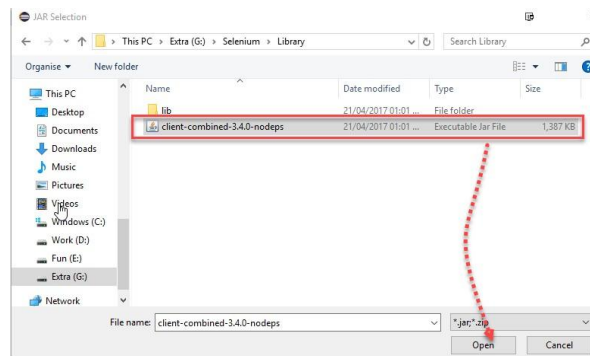 JAR Selection
This PC > Extra (G:) > Selenium > Library
Search Library
Organise
New folder
Name
Date modified
Type
Size
This PC
Desktop
Documents
Downloads
Music
Pictures
Videos
Windows (C:)
Work (D:)
Fun (E:)
Extra (G:)
Network
lib
21/04/2017 01:01 ...
File folder
client-combined-3.4.0-nodeps
21/04/2017 01:01 ...
Executable Jar File
1,387 KB
File name:
client-combined-3.4.0-nodeps
*.jar;*.zip
Open
Cancel